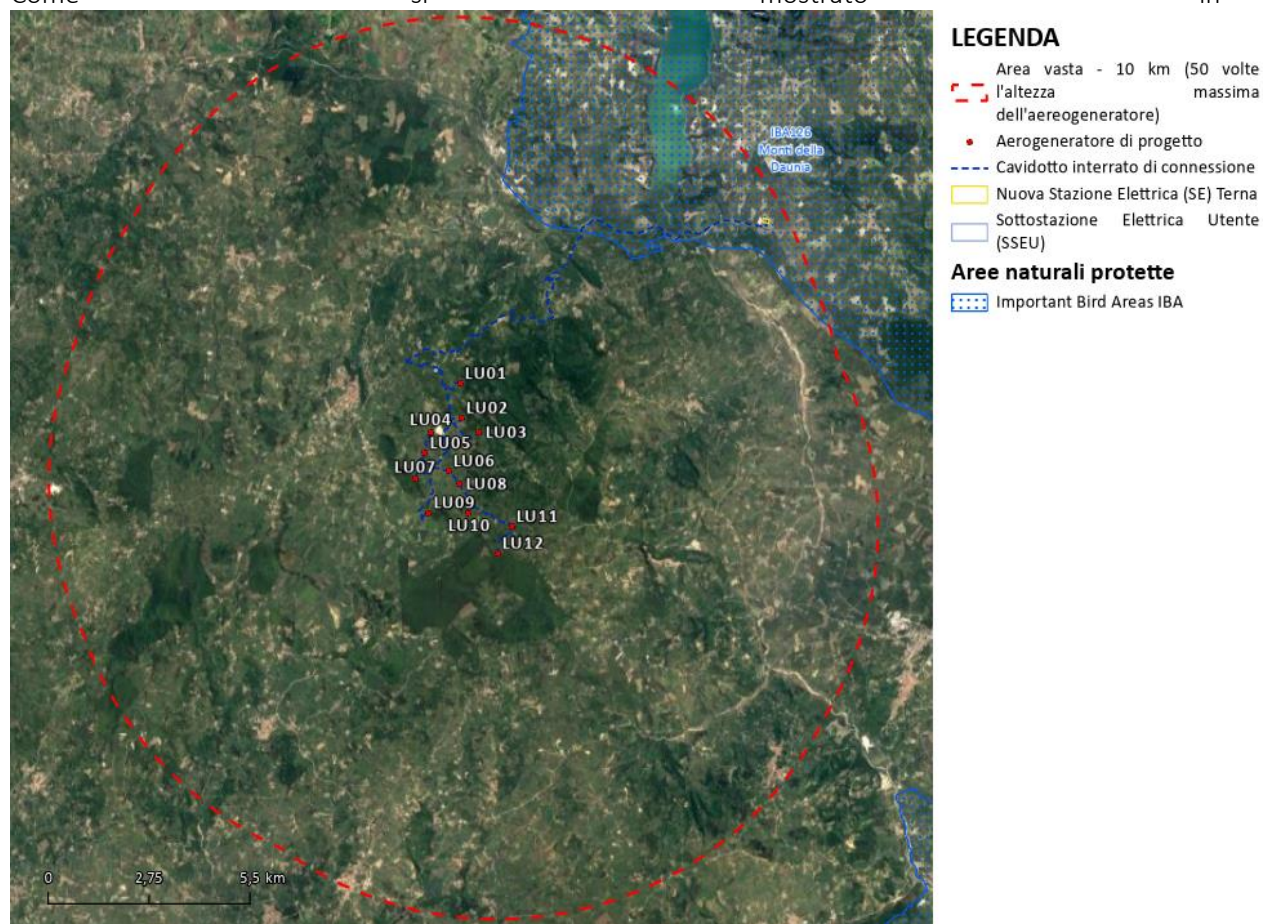 Come si mostrato in
LEGENDA
Area vasta - 10 km (50 volte
l'altezza massima
dell'aereogeneratore)
Aerogeneratore di progetto
Cavidotto interrato di connessione
Nuova Stazione Elettrica (SE) Terna
Sottostazione Elettrica Utente
(SSEU)
Aree naturali protette
Important Bird Areas IBA
IBA126
Monti della
Daunia
LU01
LU02
LU04
LU03
LU05
LU06
LU07
LU08
LU09
LU10
LU11
LU12
0 2,75 5,5 km